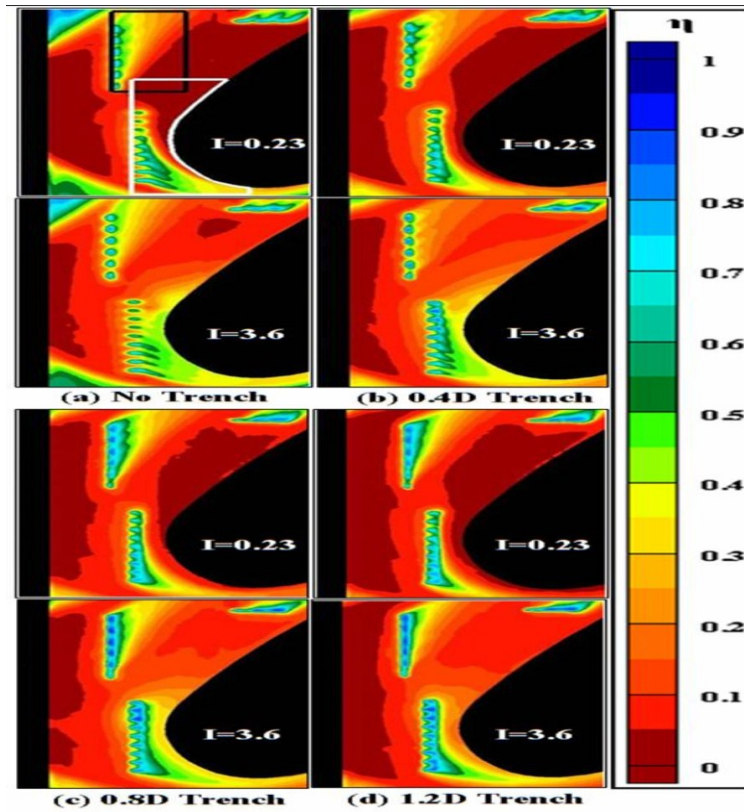 η
1
0.9
0.8
0.7
0.6
0.5
0.4
0.3
0.2
0.1
0
I=0.23
I=0.23
I=3.6
I=3.6
(a) No Trench
(b) 0.4D Trench
I=0.23
I=0.23
I=3.6
I=3.6
(c) 0.8D Trench
(d) 1.2D Trench